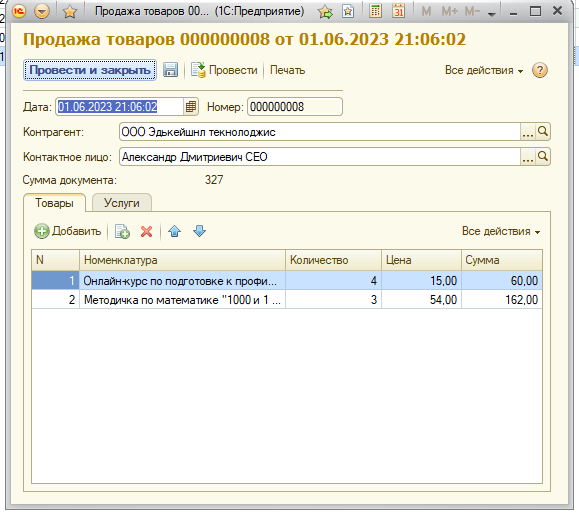 Продажа товаров 00... (1С:Предприятие)
M M+ M-
Продажа товаров 000000008 от 01.06.2023 21:06:02
Провести и закрыть Провести Печать Все действия
Дата: 01.06.2023 21:06:02 Номер: 000000008
Контрагент: ООО Эдькейшнл текнолоджис ...
Контактное лицо: Александр Дмитриевич СЕО ...
Сумма документа: 327
Товары Услуги
Добавить Все действия
N Номенклатура Количество Цена Сумма
1 Онлайн-курс по подготовке к профи... 4 15,00 60,00
2 Методичка по математике "1000 и 1 ... 3 54,00 162,00